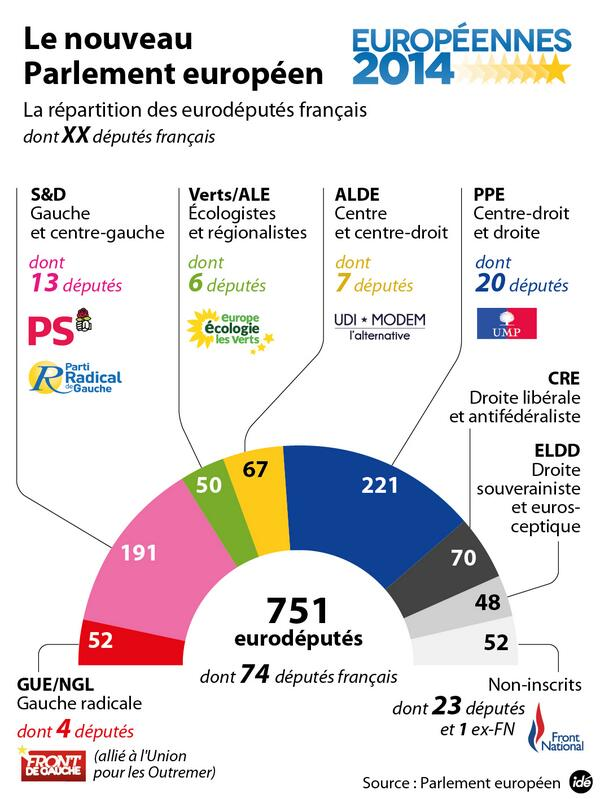 Le nouveau
Parlement européen
EUROPÉENNES
2014
La répartition des eurodéputés français
dont XX députés français
S&D
Gauche
et centre-gauche
dont
13 députés
PS
Parti
Radical
de Gauche
Verts/ALE
Écologistes
et régionalistes
dont
6 députés
europe
écologie
les Verts
ALDE
Centre
et centre-droit
dont
7 députés
UDI ★ MODEM
l'alternative
PPE
Centre-droit
et droite
dont
20 députés
UMP
CRE
Droite libérale
et antifédéraliste
ELDD
Droite
souverainiste
et euros-
ceptique
52
191
50
67
221
70
48
52
751
eurodéputés
dont 74 députés français
GUE/NGL
Gauche radicale
dont 4 députés
FRONT
DE GAUCHE
(allié à l'Union
pour les Outremer)
Non-inscrits
dont 23 députés
et 1 ex-FN
Front
National
Source : Parlement européen
idé